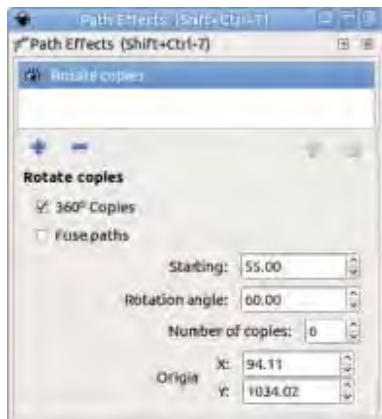 Path Effects (Shift+Ctrl+7)
Path Effects (Shift+Ctrl-7)
Rotate copies
Rotate copies
360º Copies
Fuse paths
Starting: 55.00
Rotation angle: 60.00
Number of copies: 6
Origin X: 94.11
Y: 1034.02